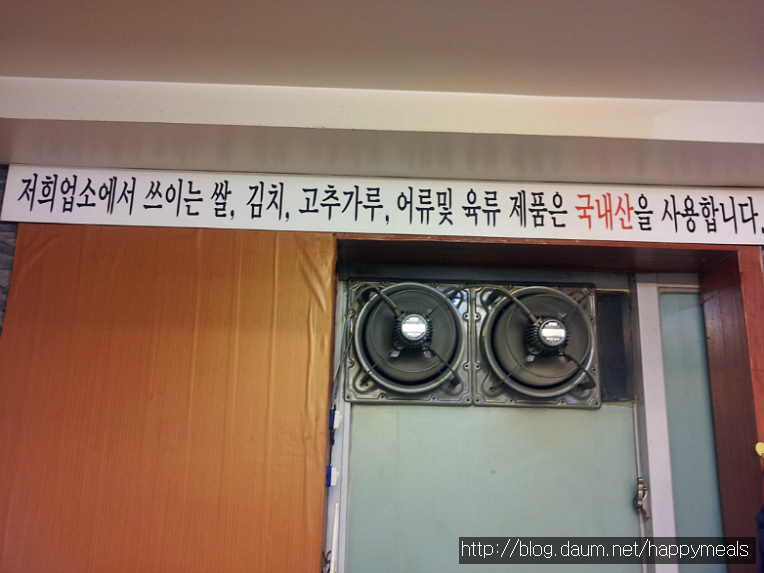 저희업소에서 쓰이는 쌀, 김치, 고추가루, 어류및 육류 제품은 국내산을 사용합니다.
http://blog.daum.net/happymeals